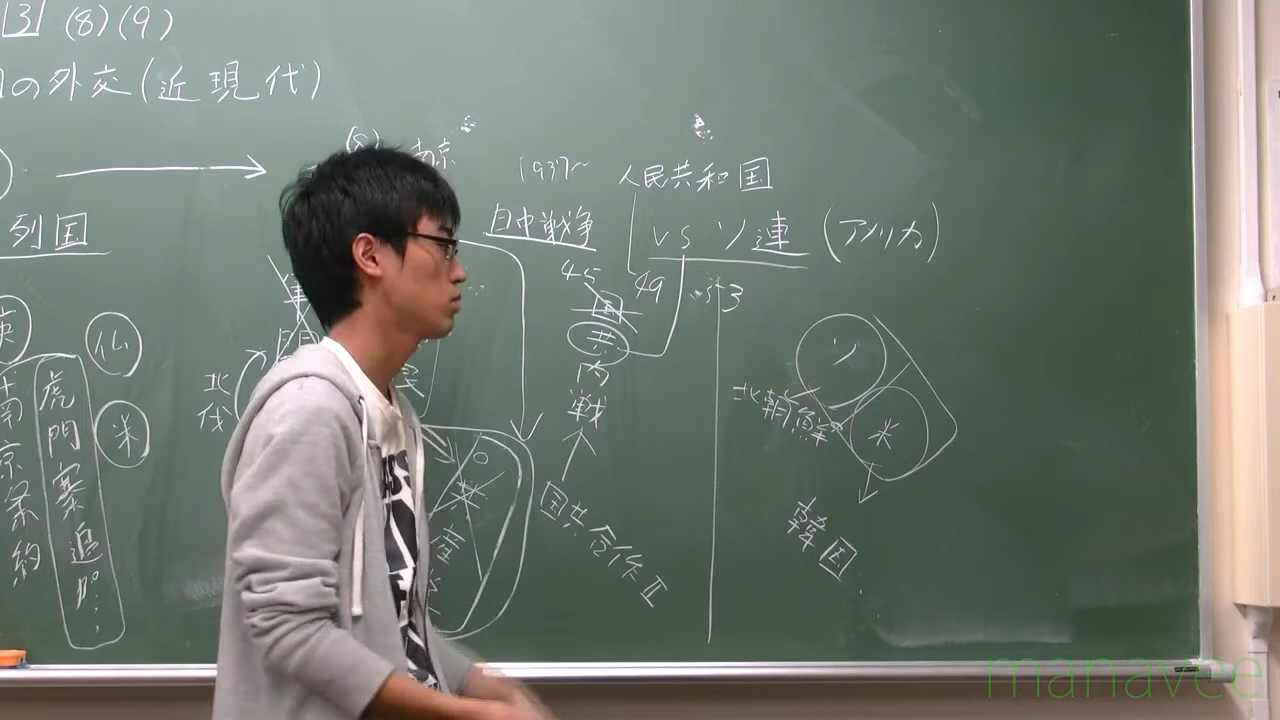 3 (8)(9)
の外交(近現代)
(8) 南京
1937~
人民共和国
列国
日中戦争
vs ソ連 (アメリカ)
45
49
53
国
共
内
戦
国共合作Ⅱ
北伐
英
仏
米
南京条約
虎門寨追加
ソ
米
北朝鮮
韓国
manavee